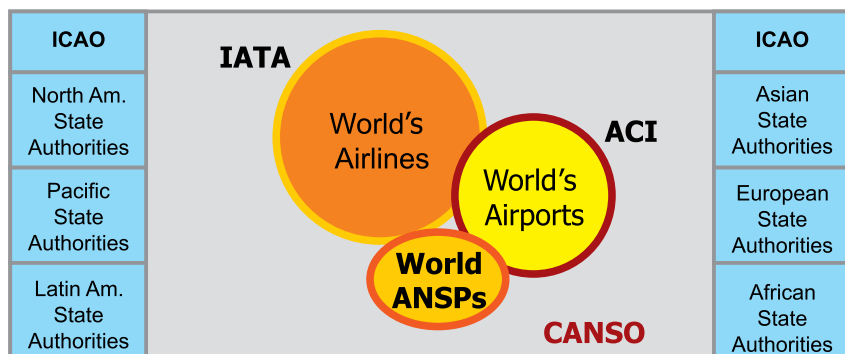 ICAO
North Am.
State
Authorities
Pacific
State
Authorities
Latin Am.
State
Authorities
IATA
World's
Airlines
ACI
World's
Airports
World
ANSPs
CANSO
ICAO
Asian
State
Authorities
European
State
Authorities
African
State
Authorities